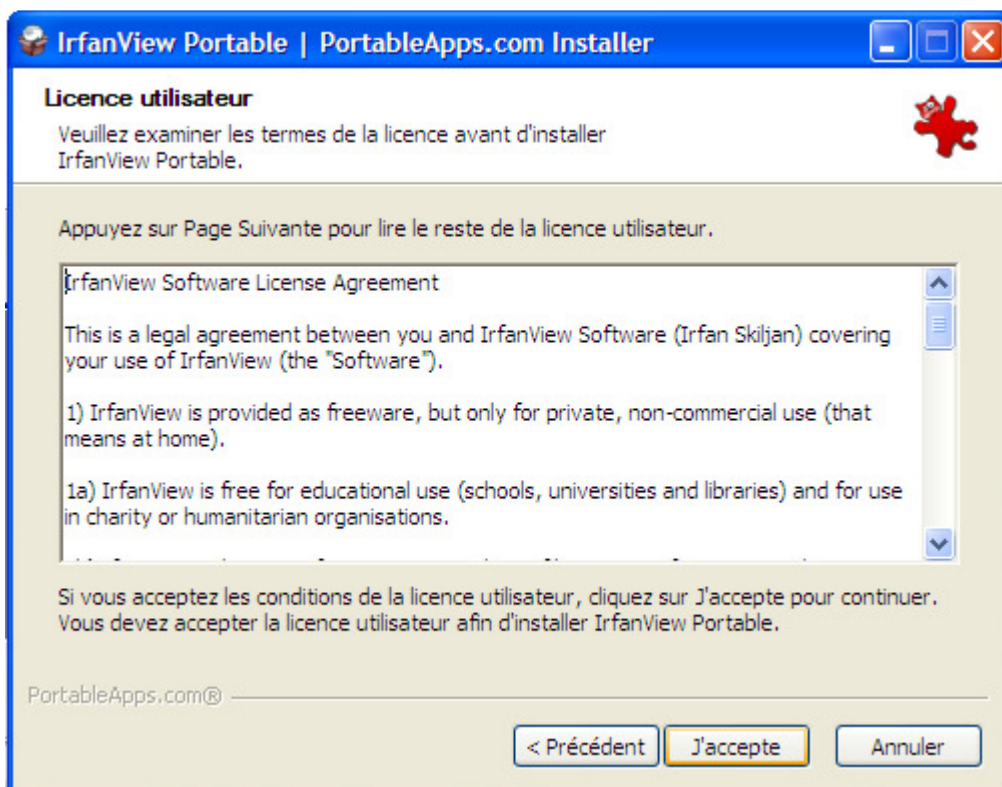 IrfanView Portable | PortableApps.com Installer
Licence utilisateur
Veuillez examiner les termes de la licence avant d'installer
IrfanView Portable.
Appuyez sur Page Suivante pour lire le reste de la licence utilisateur.
IrfanView Software License Agreement
This is a legal agreement between you and IrfanView Software (Irfan Skiljan) covering
your use of IrfanView (the "Software").
1) IrfanView is provided as freeware, but only for private, non-commercial use (that
means at home).
1a) IrfanView is free for educational use (schools, universities and libraries) and for use
in charity or humanitarian organisations.
Si vous acceptez les conditions de la licence utilisateur, cliquez sur J'accepte pour continuer.
Vous devez accepter la licence utilisateur afin d'installer IrfanView Portable.
PortableApps.com®
< Précédent J'accepte Annuler